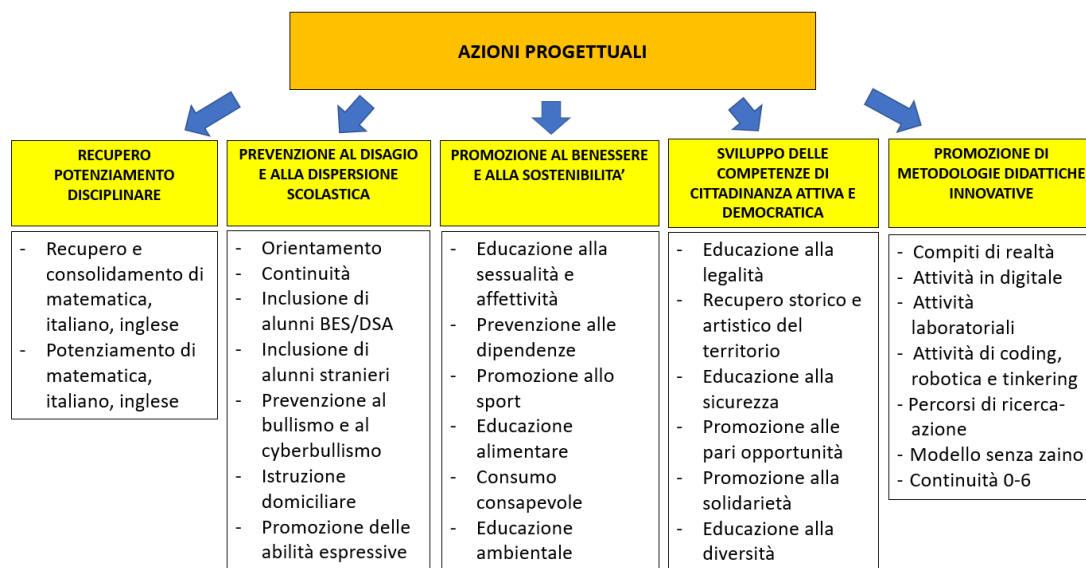 AZIONI PROGETTUALI
RECUPERO
POTENZIAMENTO
DISCIPLINARE
- Recupero e
consolidamento di
matematica,
italiano, inglese
- Potenziamento di
matematica,
italiano, inglese
PREVENZIONE AL DISAGIO
E ALLA DISPERSIONE
SCOLASTICA
- Orientamento
- Continuità
- Inclusione di
alunni BES/DSA
- Inclusione di
alunni stranieri
- Prevenzione al
bullismo e al
cyberbullismo
- Istruzione
domiciliare
- Promozione delle
abilità espressive
PROMOZIONE AL BENESSERE
E ALLA SOSTENIBILITA’
- Educazione alla
sessualità e
affettività
- Prevenzione alle
dipendenze
- Promozione allo
sport
- Educazione
alimentare
- Consumo
consapevole
- Educazione
ambientale
SVILUPPO DELLE
COMPETENZE DI
CITTADINANZA ATTIVA E
DEMOCRATICA
- Educazione alla
legalità
- Recupero storico e
artistico del
territorio
- Educazione alla
sicurezza
- Promozione alle
pari opportunità
- Promozione alla
solidarietà
- Educazione alla
diversità
PROMOZIONE DI
METODOLOGIE DIDATTICHE
INNOVATIVE
- Compiti di realtà
- Attività in digitale
- Attività
laboratoriali
- Attività di coding,
robotica e tinkering
- Percorsi di ricerca-
azione
- Modello senza zaino
- Continuità 0-6